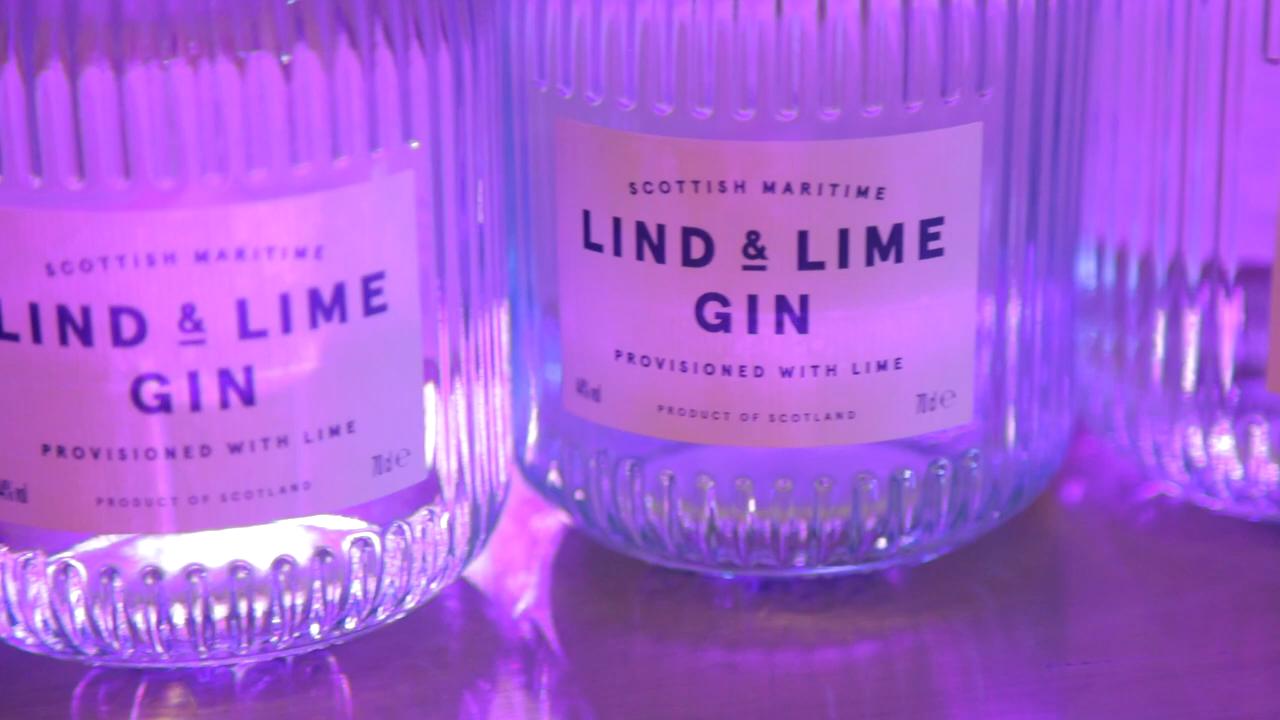 SCOTTISH MARITIME
LIND & LIME
GIN
PROVISIONED WITH LIME
70cl ℮
PRODUCT OF SCOTLAND
SCOTTISH MARITIME
LIND & LIME
GIN
PROVISIONED WITH LIME
70cl ℮
PRODUCT OF SCOTLAND